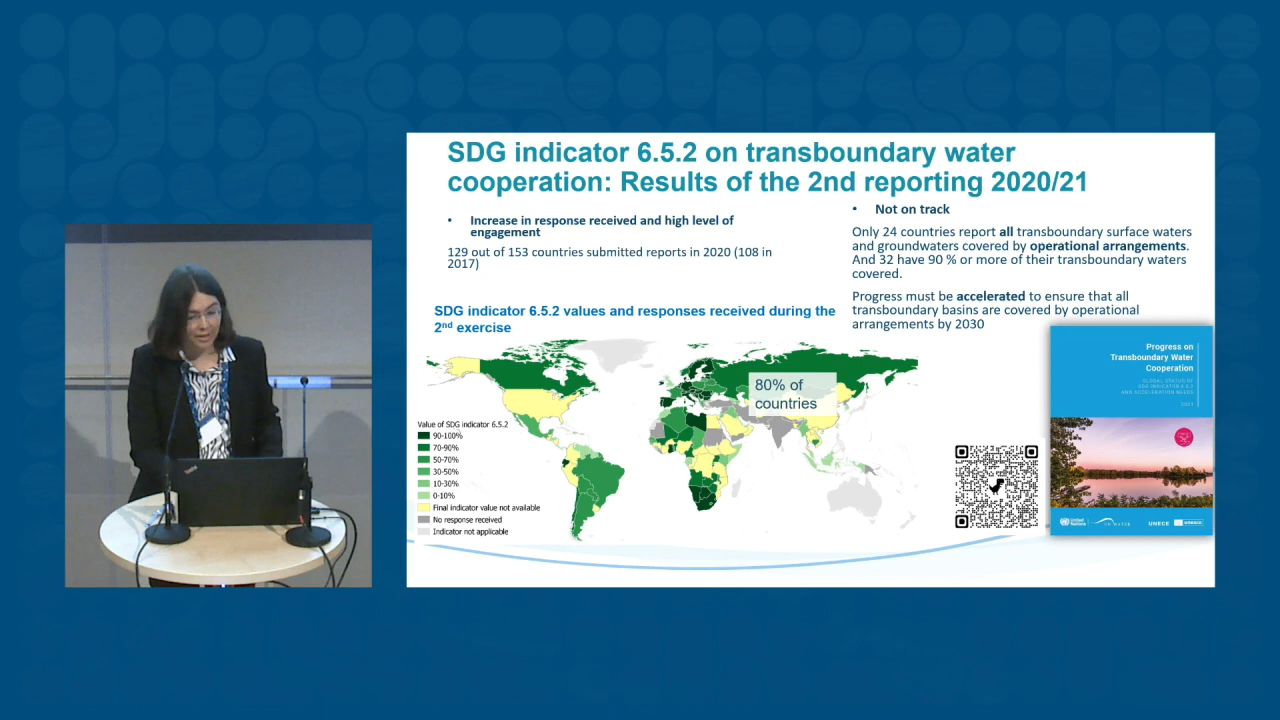 SDG indicator 6.5.2 on transboundary water
cooperation: Results of the 2nd reporting 2020/21
• Increase in response received and high level of
engagement
129 out of 153 countries submitted reports in 2020 (108 in
2017)
• Not on track
Only 24 countries report all transboundary surface waters
and groundwaters covered by operational arrangements.
And 32 have 90 % or more of their transboundary waters
covered.
Progress must be accelerated to ensure that all
transboundary basins are covered by operational
arrangements by 2030
SDG indicator 6.5.2 values and responses received during the
2nd exercise
80% of
countries
Value of SDG indicator 6.5.2
90-100%
70-90%
50-70%
30-50%
10-30%
0-10%
Final indicator value not available
No response received
Indicator not applicable
Progress on
Transboundary Water
Cooperation
GLOBAL STATUS OF
SDG INDICATOR 6.5.2
AND ACCELERATION NEEDS
2021
United
Nations
UN WATER
UNECE
unesco